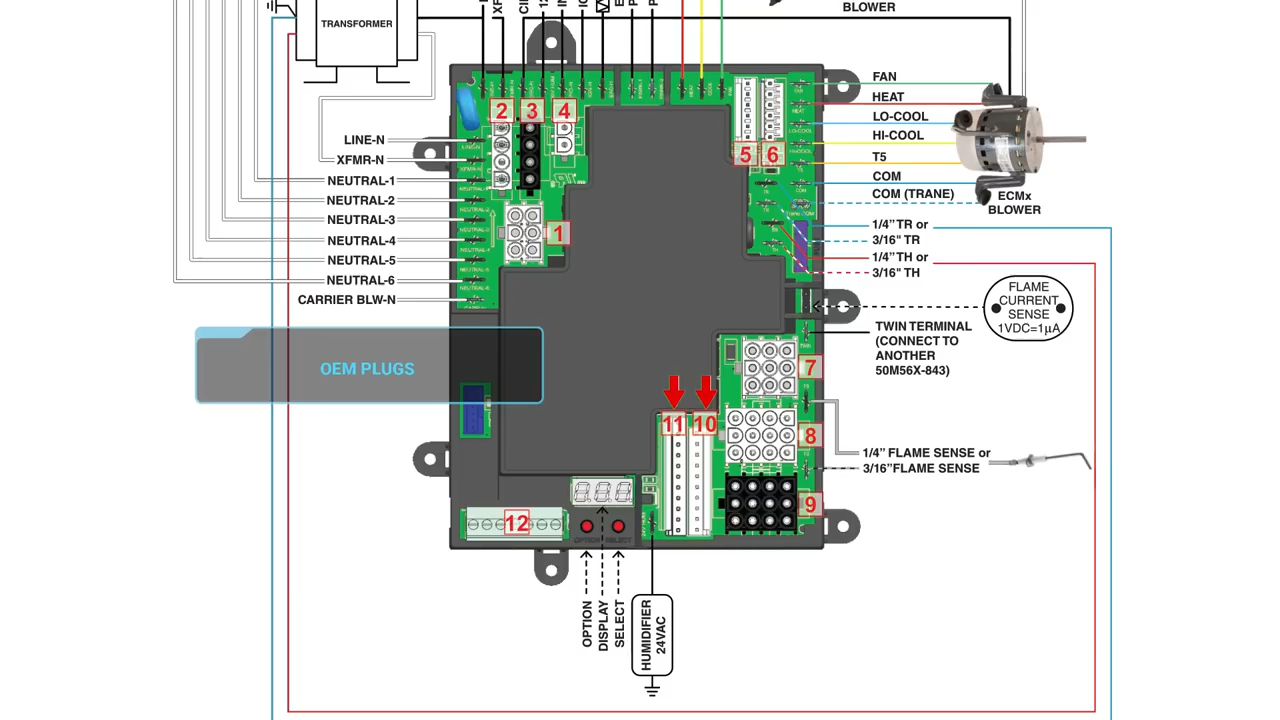 BLOWER
TRANSFORMER
FAN
HEAT
LO-COOL
HI-COOL
T5
COM
COM (TRANE)
ECMx
BLOWER
1/4" TR or
3/16" TR
1/4" TH or
3/16" TH
LINE-N
XFMR-N
NEUTRAL-1
NEUTRAL-2
NEUTRAL-3
NEUTRAL-4
NEUTRAL-5
NEUTRAL-6
CARRIER BLW-N
2
3
4
5
6
1
FLAME
CURRENT
SENSE
1VDC=1µA
TWIN TERMINAL
(CONNECT TO
ANOTHER
50M56X-843)
OEM PLUGS
7
11
10
8
1/4" FLAME SENSE or
3/16"FLAME SENSE
9
12
888
OPTION
SELECT
OPTION
DISPLAY
SELECT
HUMIDIFIER
24VAC